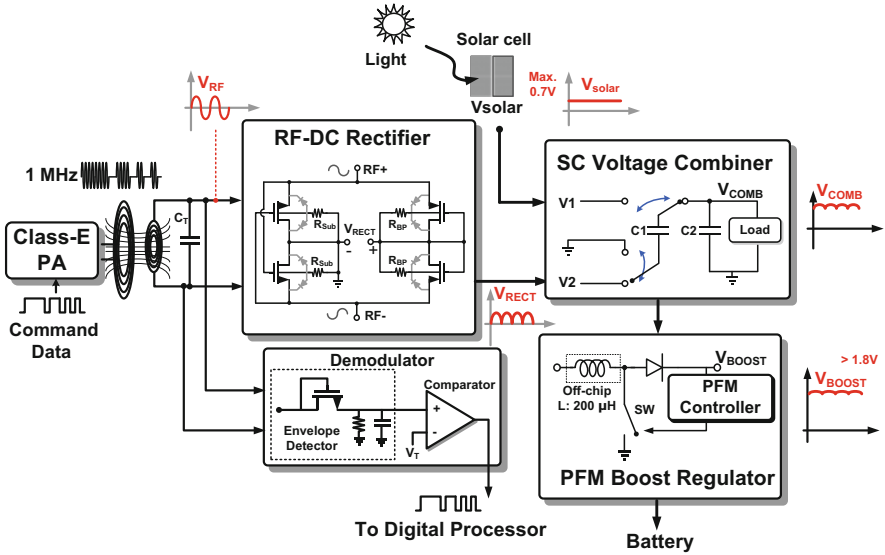 Light
Solar cell
Vsolar
Max.
0.7V
Vsolar
VRF
1 MHz
CT
Class-E
PA
Command
Data
RF-DC Rectifier
RF+
RSub
VRECT
- +
RBP
RSub
RBP
RF-
VRECT
SC Voltage Combiner
V1
V2
C1
C2
VCOMB
Load
VCOMB
Demodulator
Envelope
Detector
Comparator
+
-
VT
To Digital Processor
VBOOST
Off-chip
L: 200 µH
SW
PFM
Controller
PFM Boost Regulator
> 1.8V
VBOOST
Battery